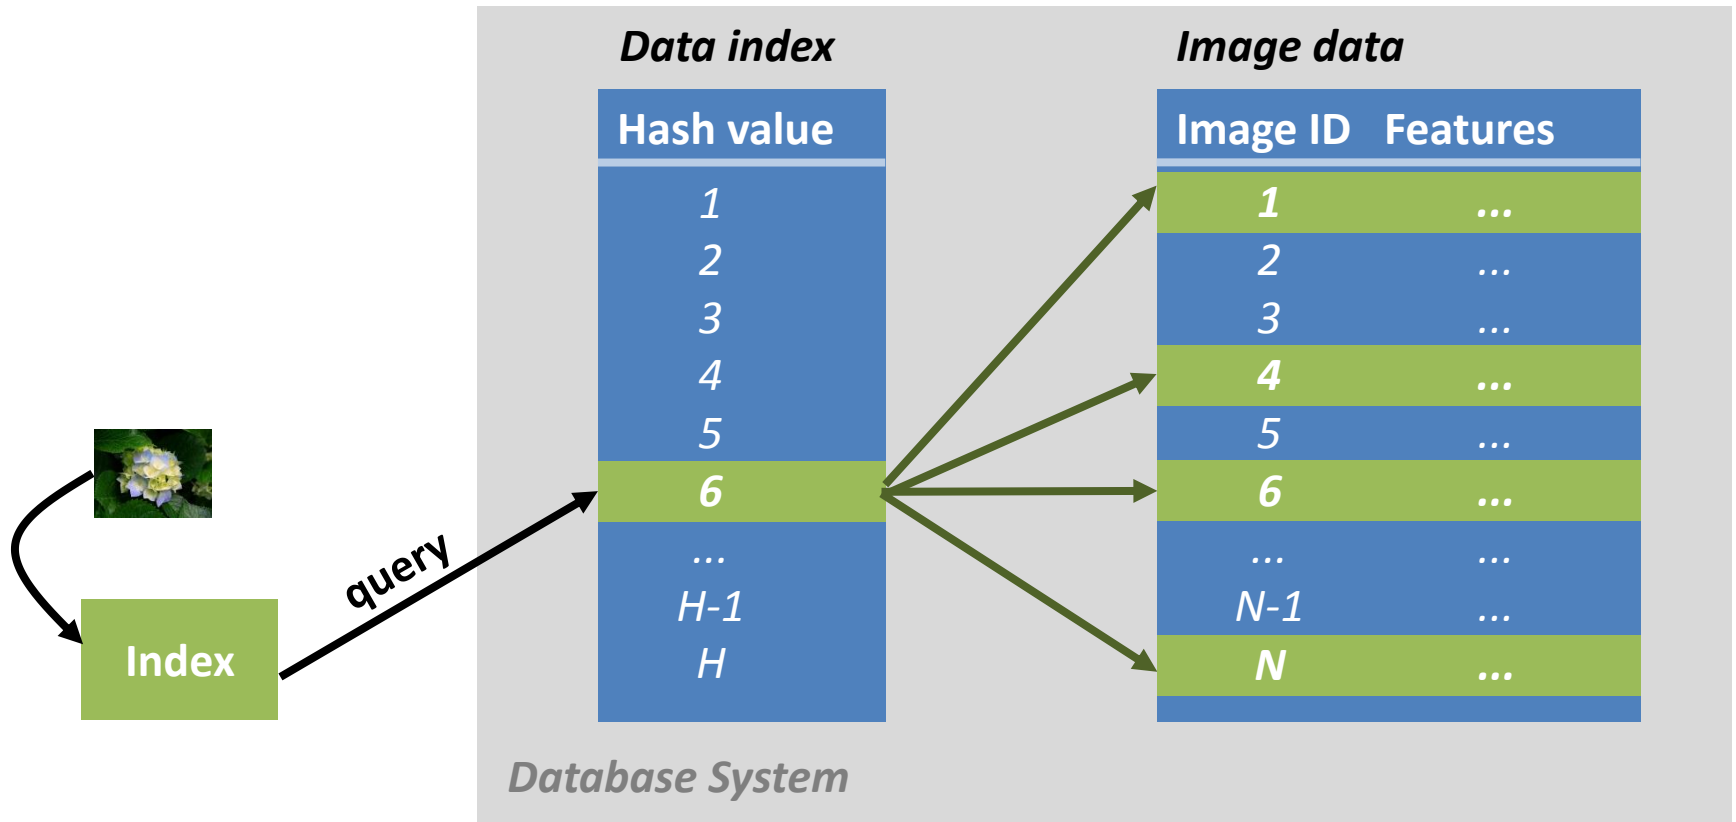 Data index
Image data
Hash value
1
2
3
4
5
6
...
H-1
H
Image ID Features
1 ...
2 ...
3 ...
4 ...
5 ...
6 ...
... ...
N-1 ...
N ...
query
Index
Database System